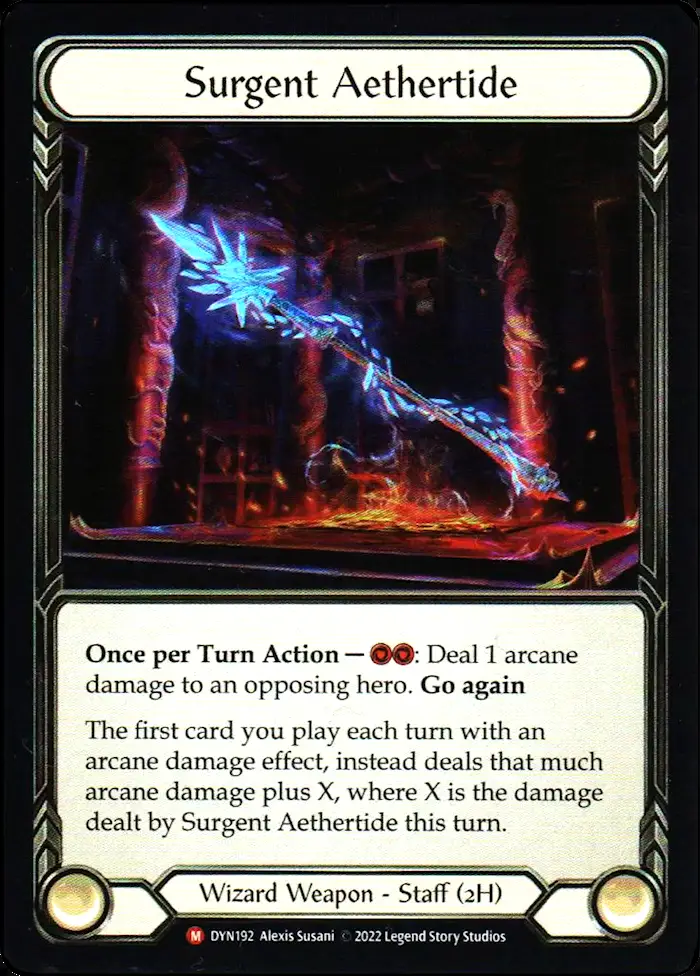 Surgent Aethertide
Once per Turn Action — : Deal 1 arcane
damage to an opposing hero. Go again
The first card you play each turn with an
arcane damage effect, instead deals that much
arcane damage plus X, where X is the damage
dealt by Surgent Aethertide this turn.
Wizard Weapon - Staff (2H)
M DYN192 Alexis Susani © 2022 Legend Story Studios